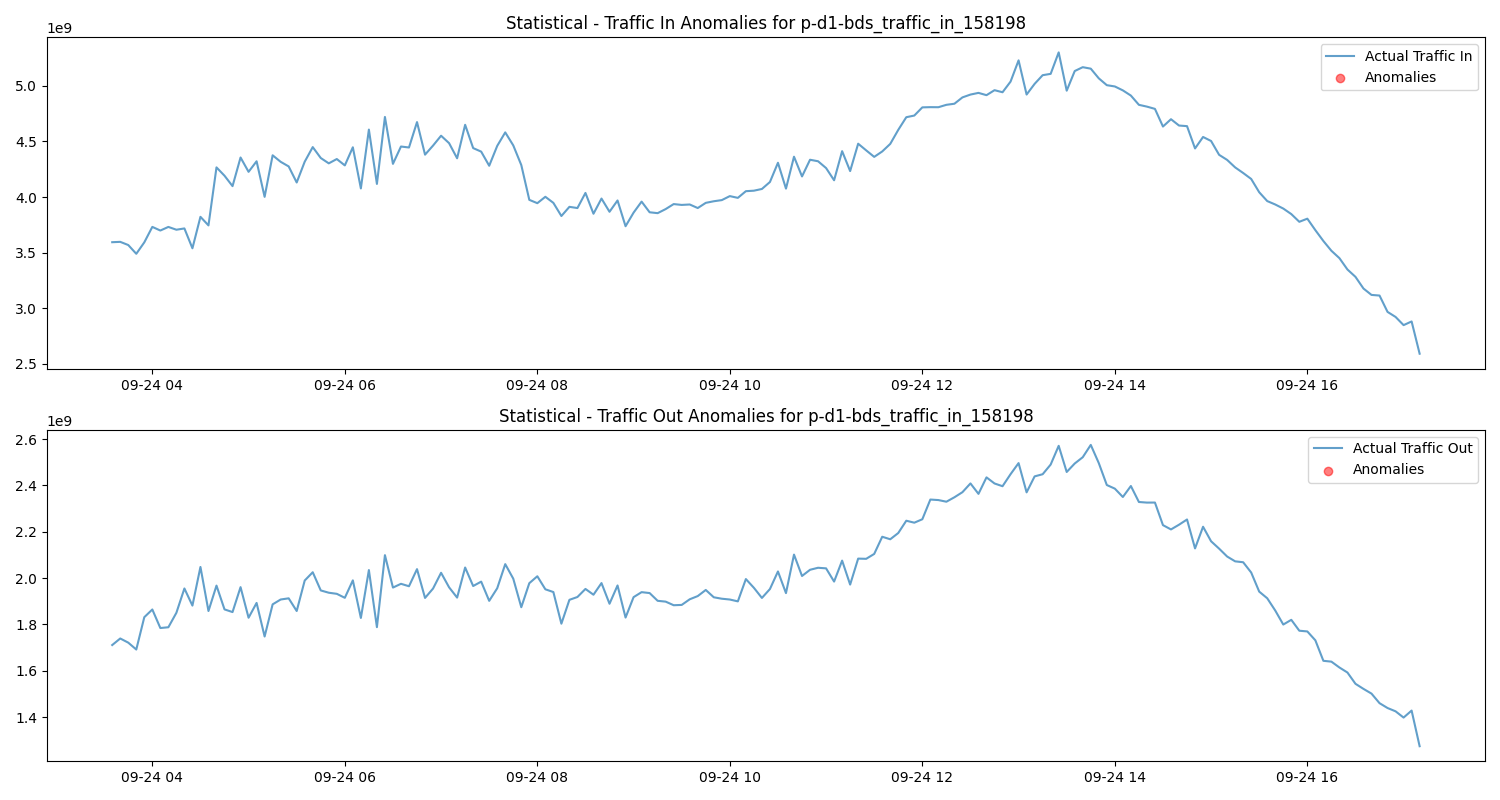 Statistical - Traffic In Anomalies for p-d1-bds_traffic_in_158198
1e9
Actual Traffic In
Anomalies
5.0
4.5
4.0
3.5
3.0
2.5
09-24 04 09-24 06 09-24 08 09-24 10 09-24 12 09-24 14 09-24 16
Statistical - Traffic Out Anomalies for p-d1-bds_traffic_in_158198
1e9
Actual Traffic Out
Anomalies
2.6
2.4
2.2
2.0
1.8
1.6
1.4
09-24 04 09-24 06 09-24 08 09-24 10 09-24 12 09-24 14 09-24 16